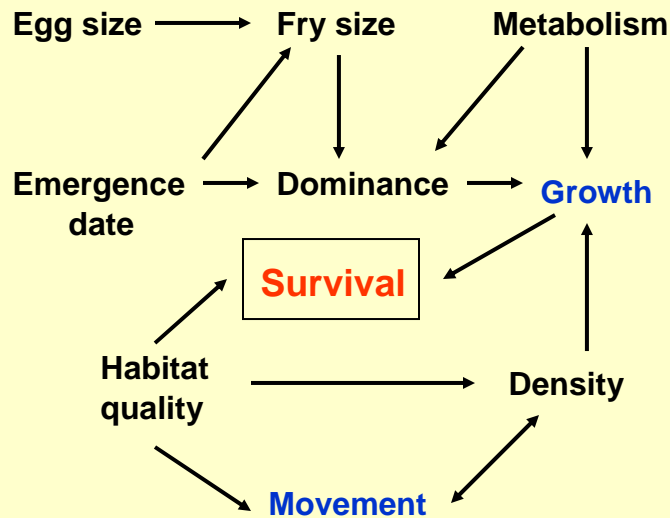 Egg size
Fry size
Metabolism
Emergence
date
Dominance
Growth
Survival
Habitat
quality
Density
Movement